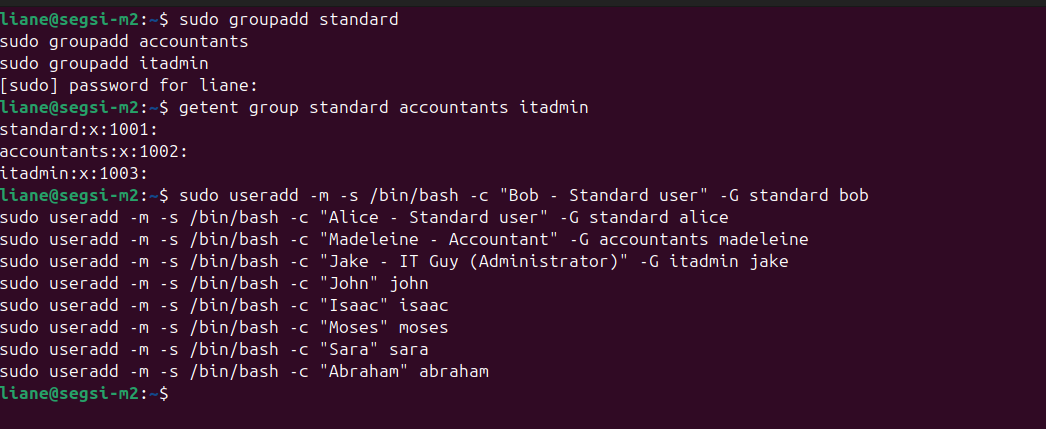 liane@segsi-m2:~$ sudo groupadd standard
sudo groupadd accountants
sudo groupadd itadmin
[sudo] password for liane:
liane@segsi-m2:~$ getent group standard accountants itadmin
standard:x:1001:
accountants:x:1002:
itadmin:x:1003:
liane@segsi-m2:~$ sudo useradd -m -s /bin/bash -c "Bob - Standard user" -G standard bob
sudo useradd -m -s /bin/bash -c "Alice - Standard user" -G standard alice
sudo useradd -m -s /bin/bash -c "Madeleine - Accountant" -G accountants madeleine
sudo useradd -m -s /bin/bash -c "Jake - IT Guy (Administrator)" -G itadmin jake
sudo useradd -m -s /bin/bash -c "John" john
sudo useradd -m -s /bin/bash -c "Isaac" isaac
sudo useradd -m -s /bin/bash -c "Moses" moses
sudo useradd -m -s /bin/bash -c "Sara" sara
sudo useradd -m -s /bin/bash -c "Abraham" abraham
liane@segsi-m2:~$